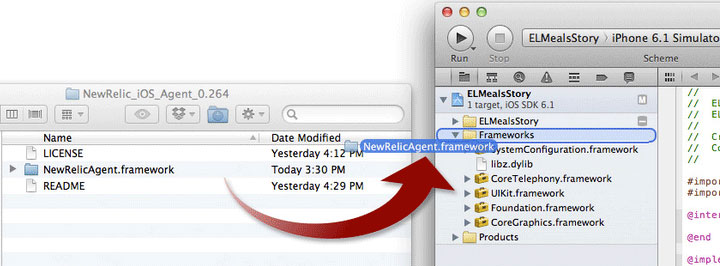 NewRelic_iOS_Agent_0.264
Name
Date Modified
LICENSE
Yesterday 4:12 PM
NewRelicAgent.framework
Today 3:30 PM
README
Yesterday 4:29 PM
NewRelicAgent.framework
Run
Stop
ELMealsStory
iPhone 6.1 Simulato
Scheme
ELMealsStory
1 target, iOS SDK 6.1
M
ELMealsStory
Frameworks
SystemConfiguration.framework
libz.dylib
CoreTelephony.framework
UIKit.framework
Foundation.framework
CoreGraphics.framework
Products
//
// EL
// EL
//
// C
// C
//
#impor
#impor
@inter
@end
@imple